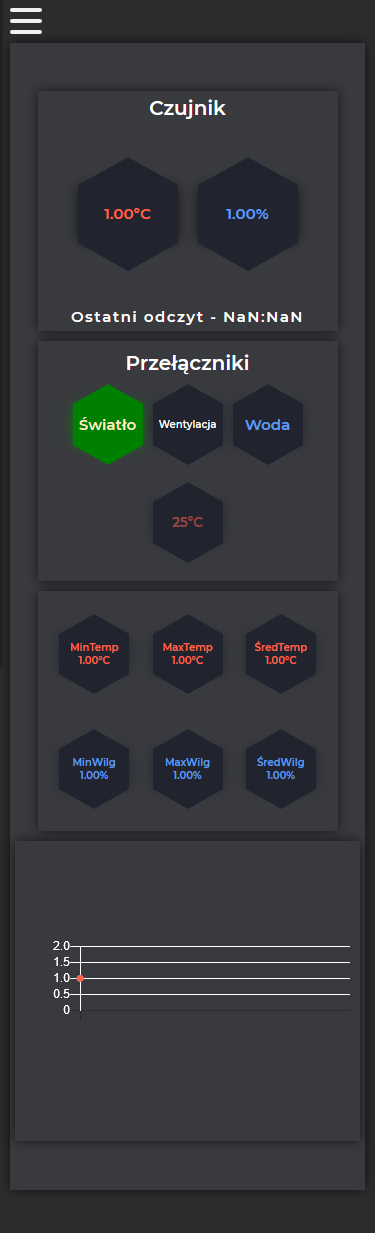 Czujnik
1.00°C
1.00%
Ostatni odczyt - NaN:NaN
Przełączniki
Światło
Wentylacja
Woda
25°C
MinTemp
1.00°C
MaxTemp
1.00°C
ŚredTemp
1.00°C
MinWilg
1.00%
MaxWilg
1.00%
ŚredWilg
1.00%
2.0
1.5
1.0
0.5
0